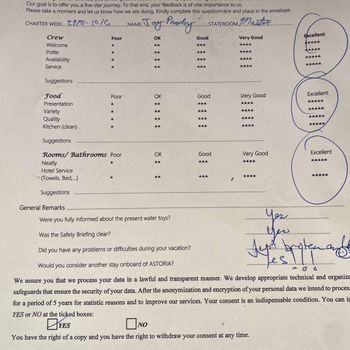 Our goal is to offer you a five-star journey. To that end, your feedback is of vital importance to us.
Please take a moment and let us know how we are doing. Kindly complete this questionnaire and place in the envelope.
CHARTER WEEK 29/9-10/6 NAME STATEROOM Master
Crew Poor OK Good Very Good Excellent
Welcome * ** *** **** *****
Polite * ** *** **** *****
Availability * ** *** **** *****
Service * ** *** **** *****
Suggestions
Food Poor OK Good Very Good Excellent
Presentation * ** *** **** *****
Variety * ** *** **** *****
Quality * ** *** **** *****
Kitchen (clean) * ** *** **** *****
Suggestions
Rooms/ Bathrooms Poor OK Good Very Good Excellent
Neatly * ** *** **** *****
Hotel Service
(Towels, Bed,...) * ** *** **** *****
Suggestions
General Remarks
Were you fully informed about the present water toys? Yes
Was the Safety Briefing clear? Yes
Did you have any problems or difficulties during your vacation? Just broken
Would you consider another stay onboard of ASTORIA? Yes!!!
We assure you that we process your data in a lawful and transparent manner. We develop appropriate technical and organiza
safeguards that ensure the security of your data. After the anonymization and encryption of your personal data we intend to proces
for a period of 5 years for statistic reasons and to improve our services. Your consent is an indispensable condition. You can in
YES or NO at the ticked boxes:
YES NO
You have the right of a copy and you have the right to withdraw your consent at any time.